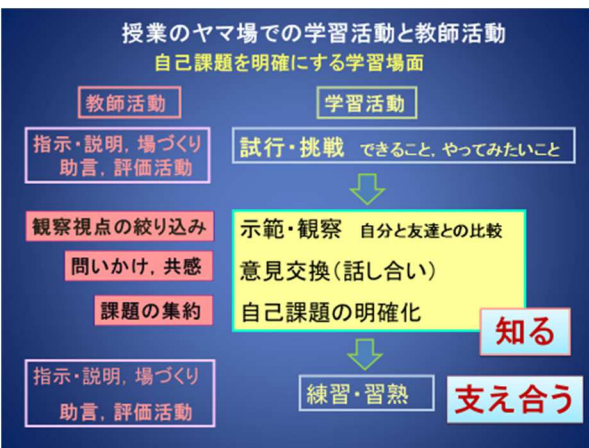 授業のヤマ場での学習活動と教師活動
自己課題を明確にする学習場面
教師活動
学習活動
指示・説明, 場づくり
助言, 評価活動
試行・挑戦 できること, やってみたいこと
観察視点の絞り込み
示範・観察 自分と友達との比較
問いかけ, 共感
意見交換(話し合い)
課題の集約
自己課題の明確化
知る
指示・説明, 場づくり
助言, 評価活動
練習・習熟
支え合う